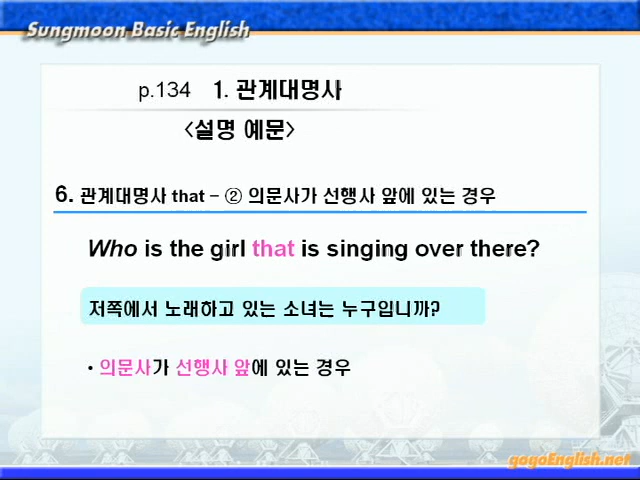 Sungmoon Basic English
p.134 1. 관계대명사
<설명 예문>
6. 관계대명사 that - ② 의문사가 선행사 앞에 있는 경우
Who is the girl that is singing over there?
저쪽에서 노래하고 있는 소녀는 누구입니까?
• 의문사가 선행사 앞에 있는 경우
gogoEnglish.net